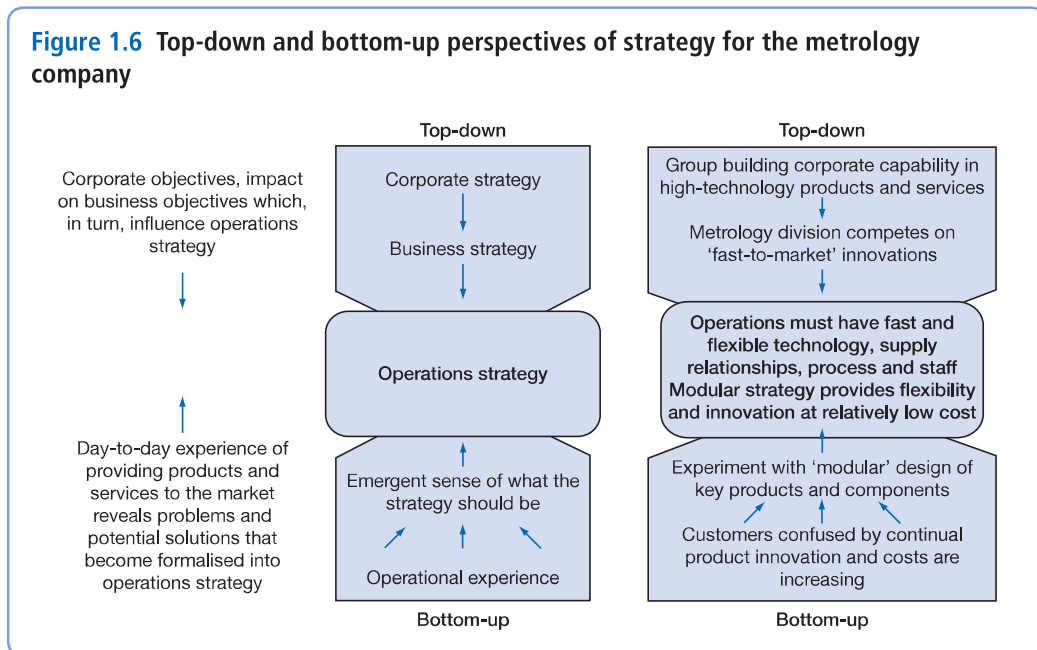 Figure 1.6 Top-down and bottom-up perspectives of strategy for the metrology
company
Corporate objectives, impact
on business objectives which,
in turn, influence operations
strategy
Day-to-day experience of
providing products and
services to the market
reveals problems and
potential solutions that
become formalised into
operations strategy
Top-down
Corporate strategy
Business strategy
Operations strategy
Emergent sense of what the
strategy should be
Operational experience
Bottom-up
Top-down
Group building corporate capability in
high-technology products and services
Metrology division competes on
‘fast-to-market’ innovations
Operations must have fast and
flexible technology, supply
relationships, process and staff
Modular strategy provides flexibility
and innovation at relatively low cost
Experiment with ‘modular’ design of
key products and components
Customers confused by continual
product innovation and costs are
increasing
Bottom-up